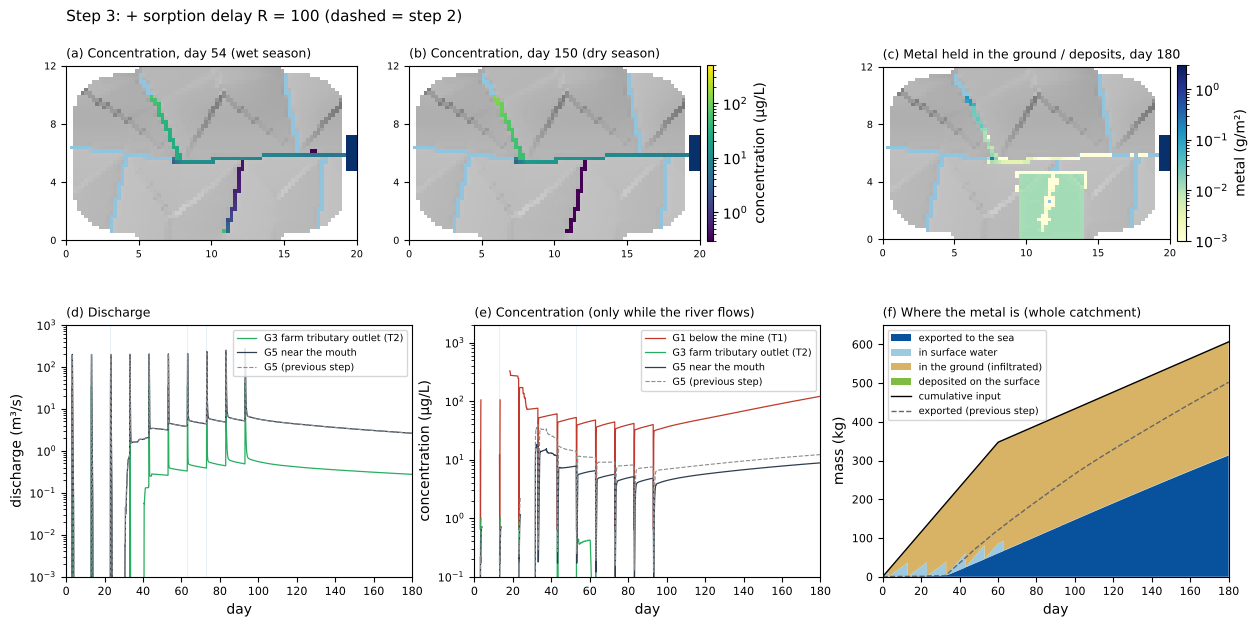 Step 3: + sorption delay R = 100 (dashed = step 2)
(a) Concentration, day 54 (wet season)
12
8
4
0
0 5 10 15 20
(b) Concentration, day 150 (dry season)
12
8
4
0
0 5 10 15 20
10²
10¹
10⁰
concentration (µg/L)
(c) Metal held in the ground / deposits, day 180
12
8
4
0
0 5 10 15 20
10⁰
10⁻¹
10⁻²
10⁻³
metal (g/m²)
(d) Discharge
10³
10²
10¹
10⁰
10⁻¹
10⁻²
10⁻³
discharge (m³/s)
G3 farm tributary outlet (T2)
G5 near the mouth
G5 (previous step)
0 20 40 60 80 100 120 140 160 180
day
(e) Concentration (only while the river flows)
10³
10²
10¹
10⁰
10⁻¹
concentration (µg/L)
G1 below the mine (T1)
G3 farm tributary outlet (T2)
G5 near the mouth
G5 (previous step)
0 20 40 60 80 100 120 140 160 180
day
(f) Where the metal is (whole catchment)
600
500
400
300
200
100
0
mass (kg)
exported to the sea
in surface water
in the ground (infiltrated)
deposited on the surface
cumulative input
exported (previous step)
0 20 40 60 80 100 120 140 160 180
day